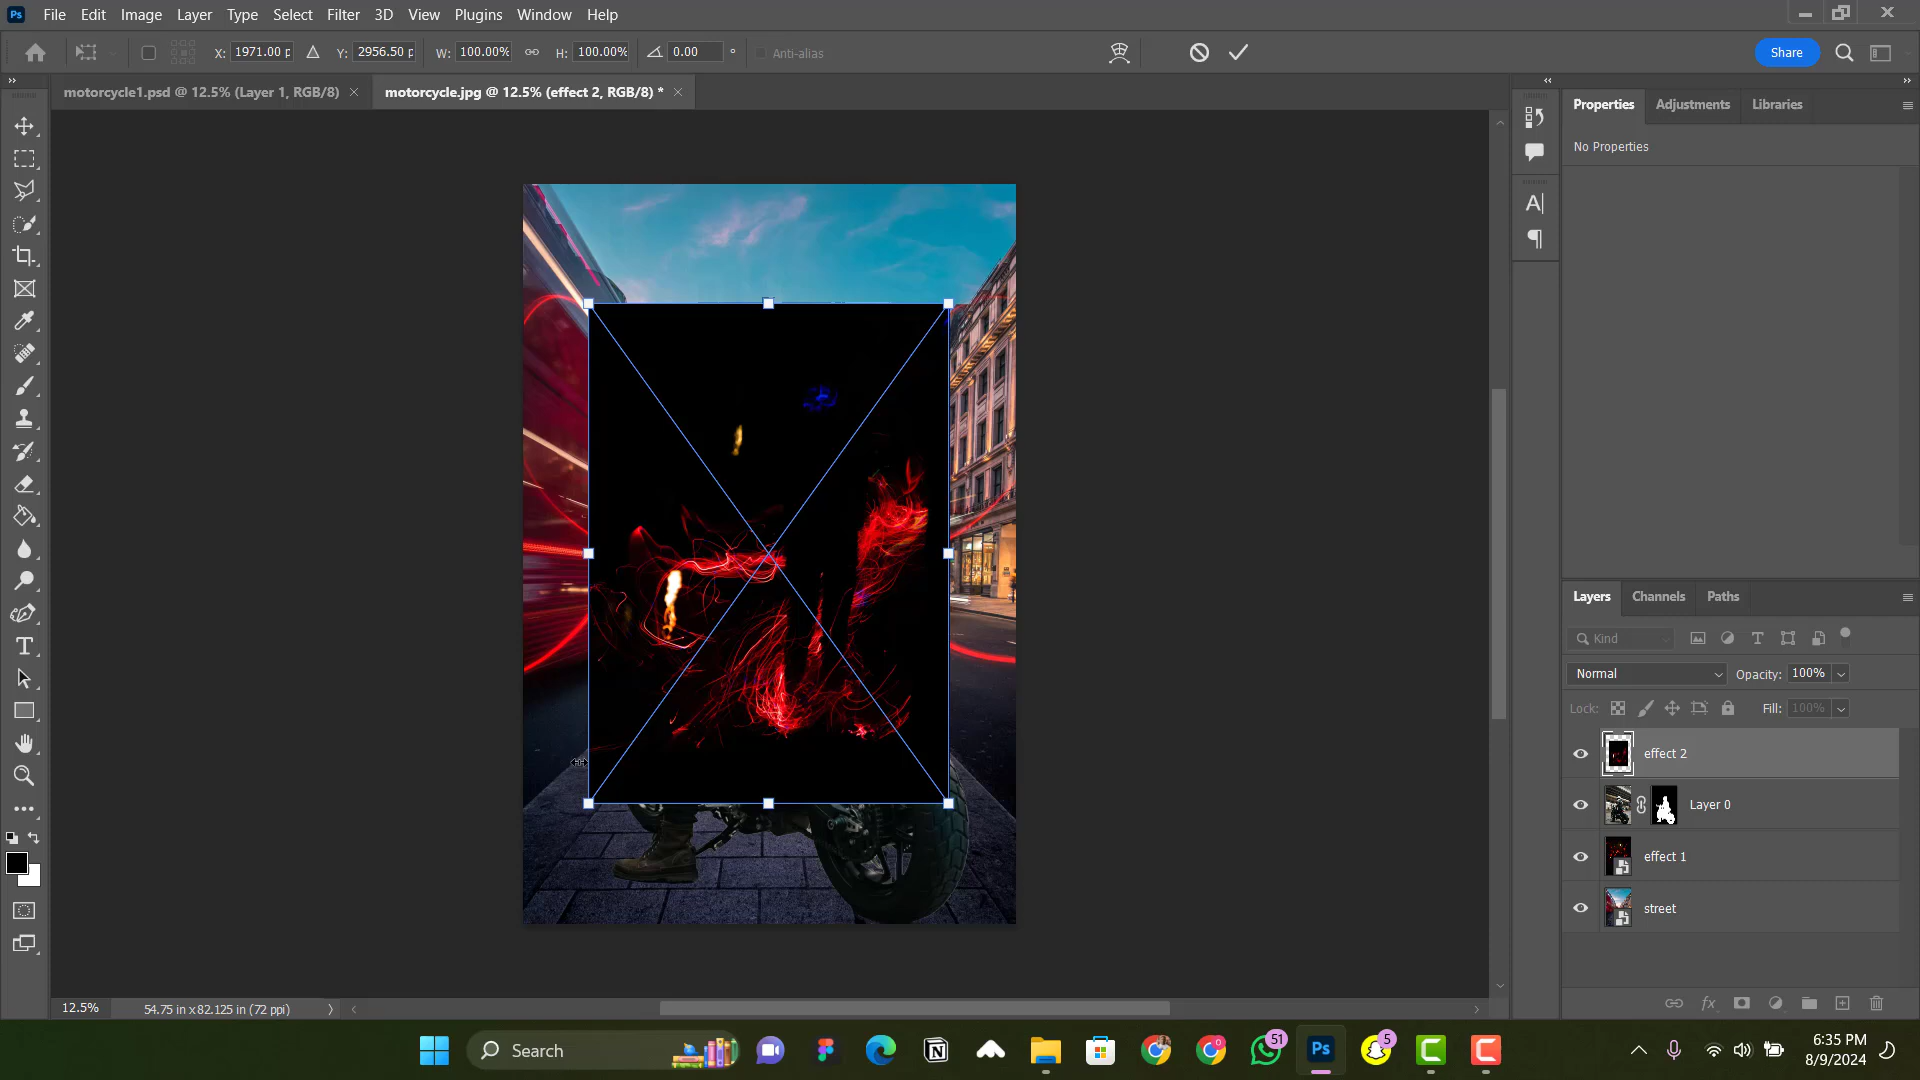 Ps File Edit Image Layer Type Select Filter 3D View Plugins Window Help
X: 1971.00 p Y: 2956.50 p W: 100.00% H: 100.00% 0.00 ° Anti-alias Share
motorcycle1.psd @ 12.5% (Layer 1, RGB/8) motorcycle.jpg @ 12.5% (effect 2, RGB/8) *
Properties Adjustments Libraries
No Properties
Layers Channels Paths
Kind
Normal Opacity: 100%
Lock: Fill: 100%
effect 2
Layer 0
effect 1
street
12.5% 54.75 in x 82.125 in (72 ppi)
Search 51 Ps 5 6:35 PM
8/9/2024